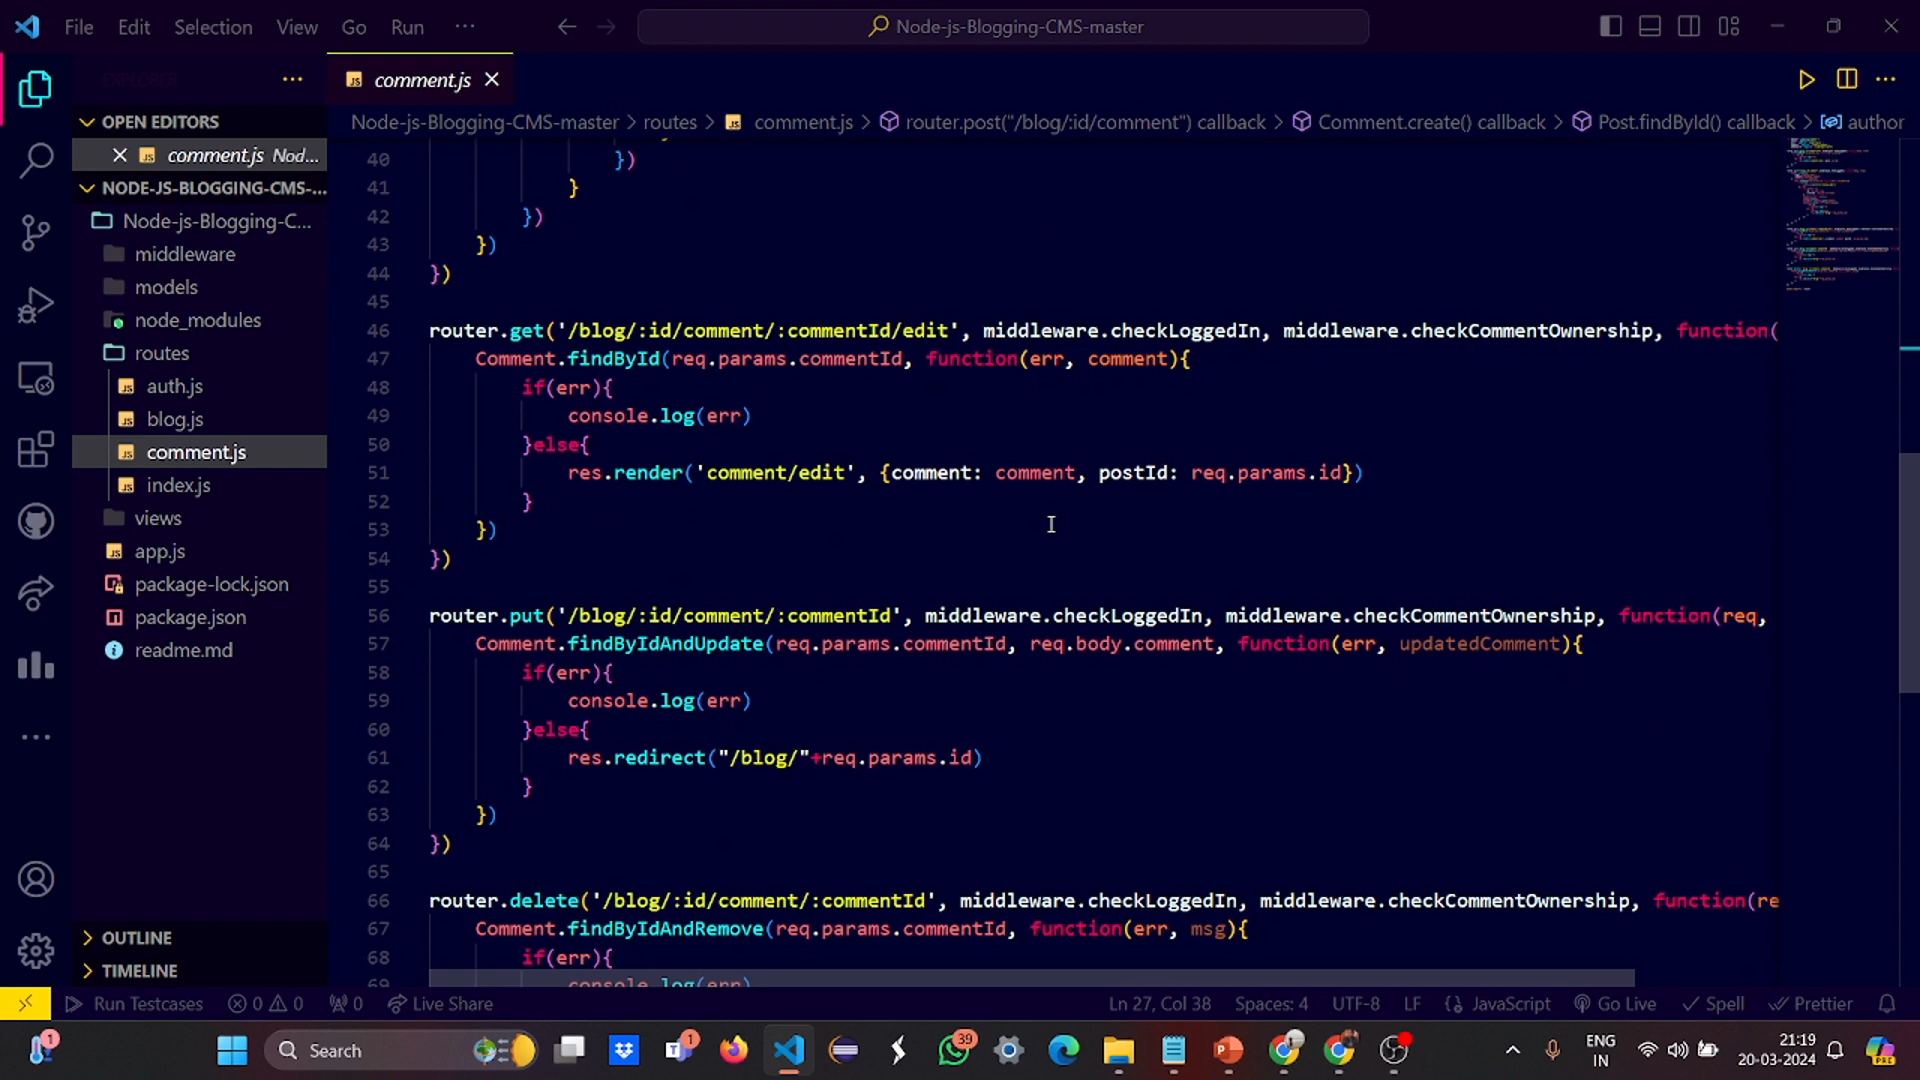 File Edit Selection View Go Run ... Node-js-Blogging-CMS-master
EXPLORER ... comment.js
OPEN EDITORS
Node-js-Blogging-CMS-master > routes > comment.js > router.post("/blog/:id/comment") callback > Comment.create() callback > Post.findById() callback > author
comment.js Nod...
NODE-JS-BLOGGING-CMS-...
Node-js-Blogging-C...
middleware
models
node_modules
routes
auth.js
blog.js
comment.js
index.js
views
app.js
package-lock.json
package.json
readme.md
OUTLINE
TIMELINE
40 })
41 }
42 })
43 })
44 })
45
46 router.get('/blog/:id/comment/:commentId/edit', middleware.checkLoggedIn, middleware.checkCommentOwnership, function(
47 Comment.findById(req.params.commentId, function(err, comment){
48 if(err){
49 console.log(err)
50 }else{
51 res.render('comment/edit', {comment: comment, postId: req.params.id})
52 }
53 })
54 })
55
56 router.put('/blog/:id/comment/:commentId', middleware.checkLoggedIn, middleware.checkCommentOwnership, function(req,
57 Comment.findByIdAndUpdate(req.params.commentId, req.body.comment, function(err, updatedComment){
58 if(err){
59 console.log(err)
60 }else{
61 res.redirect("/blog/"+req.params.id)
62 }
63 })
64 })
65
66 router.delete('/blog/:id/comment/:commentId', middleware.checkLoggedIn, middleware.checkCommentOwnership, function(re
67 Comment.findByIdAndRemove(req.params.commentId, function(err, msg){
68 if(err){
69 console.log(err)
Run Testcases 0 0 0 Live Share Ln 27, Col 38 Spaces: 4 UTF-8 LF {} JavaScript Go Live Spell Prettier
1 Search 1 39 ENG IN 21:19 20-03-2024 PRE